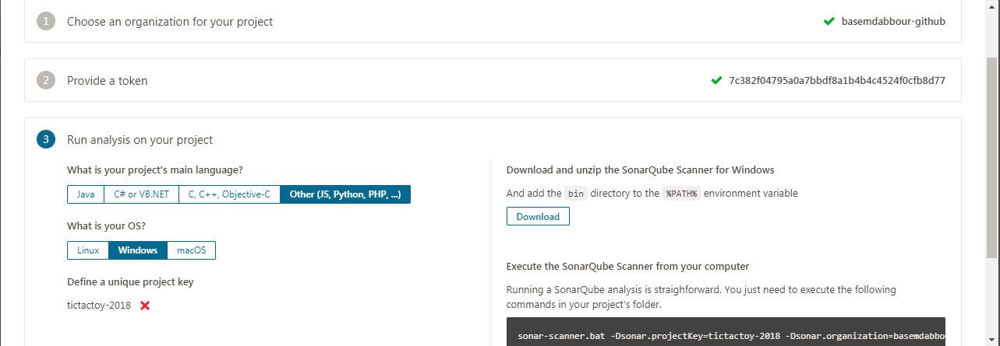 1 Choose an organization for your project basemdabbour-github
2 Provide a token 7c382f04795a0a7bbdf8a1b4b4c4524f0cfb8d77
3 Run analysis on your project
What is your project's main language?
Java C# or VB.NET C, C++, Objective-C Other (JS, Python, PHP, ...)
What is your OS?
Linux Windows macOS
Define a unique project key
tictactoy-2018
Download and unzip the SonarQube Scanner for Windows
And add the bin directory to the %PATH% environment variable
Download
Execute the SonarQube Scanner from your computer
Running a SonarQube analysis is straighforward. You just need to execute the following
commands in your project's folder.
sonar-scanner.bat -Dsonar.projectKey=tictactoy-2018 -Dsonar.organization=basemdabbou